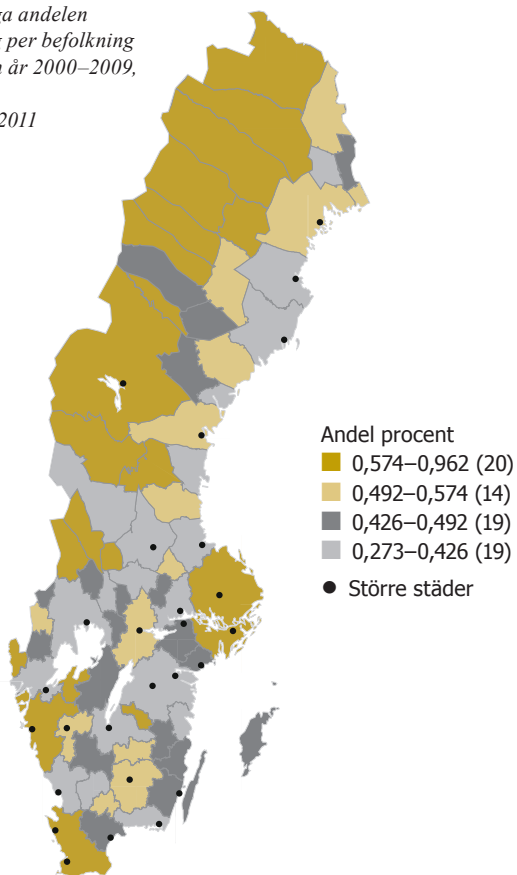 ga andelen
g per befolkning
n år 2000–2009,
2011
Andel procent
0,574–0,962 (20)
0,492–0,574 (14)
0,426–0,492 (19)
0,273–0,426 (19)
Större städer